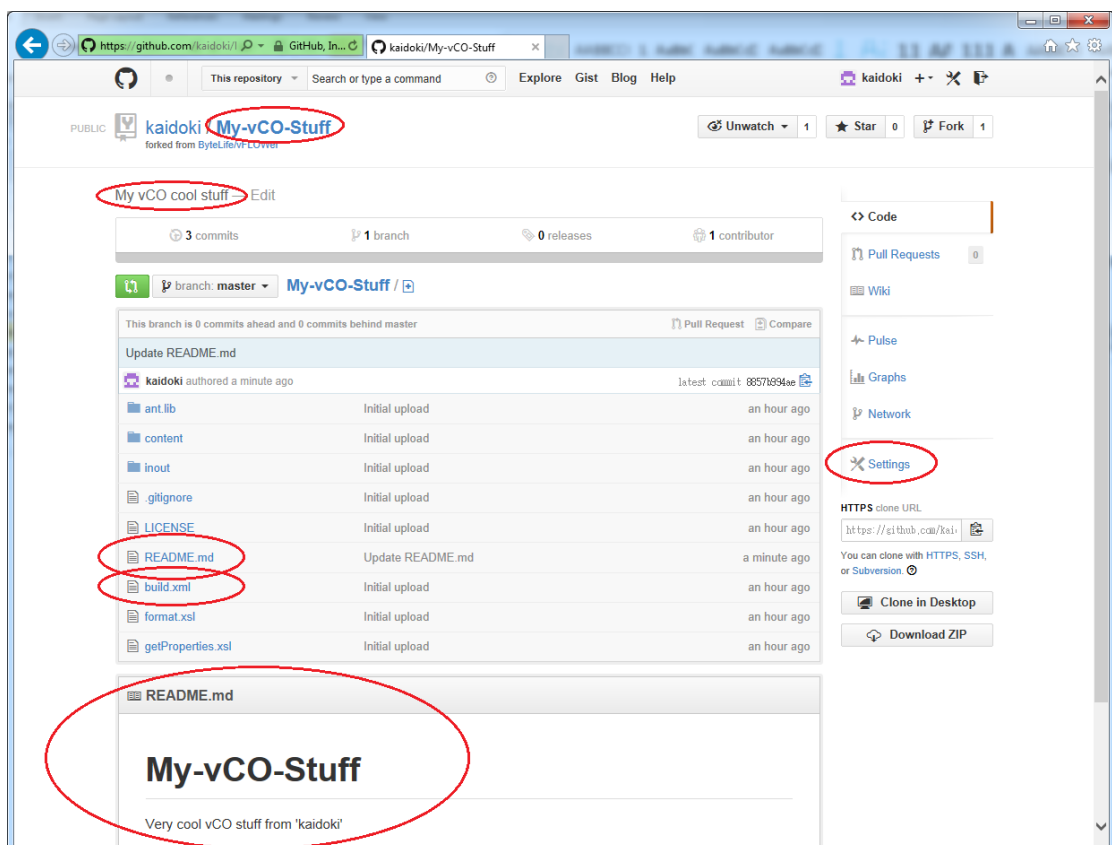 https://github.com/kaidoki/ GitHub, In... kaidoki/My-vCO-Stuff ×
This repository Search or type a command Explore Gist Blog Help kaidoki
PUBLIC kaidoki / My-vCO-Stuff Unwatch 1 Star 0 Fork 1
forked from ByteLife/vFLOWer
My vCO cool stuff — Edit
3 commits 1 branch 0 releases 1 contributor
branch: master My-vCO-Stuff /
This branch is 0 commits ahead and 0 commits behind master Pull Request Compare
Update README.md
kaidoki authored a minute ago latest commit 8857b994ae
ant.lib Initial upload an hour ago
content Initial upload an hour ago
inout Initial upload an hour ago
.gitignore Initial upload an hour ago
LICENSE Initial upload an hour ago
README.md Update README.md a minute ago
build.xml Initial upload an hour ago
format.xsl Initial upload an hour ago
getProperties.xsl Initial upload an hour ago
README.md
My-vCO-Stuff
Very cool vCO stuff from 'kaidoki'
Code
Pull Requests 0
Wiki
Pulse
Graphs
Network
Settings
HTTPS clone URL
https://github.com/kai
You can clone with HTTPS, SSH,
or Subversion.
Clone in Desktop
Download ZIP